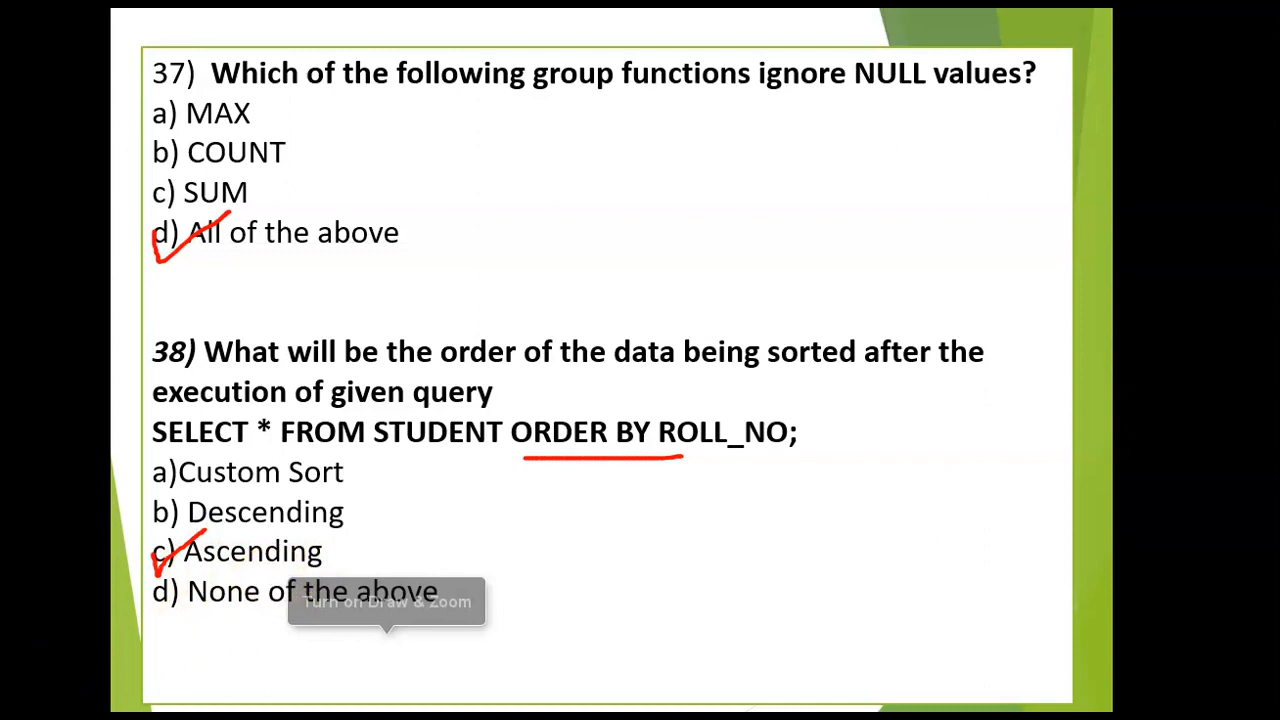 37) Which of the following group functions ignore NULL values?
a) MAX
b) COUNT
c) SUM
d) All of the above
38) What will be the order of the data being sorted after the
execution of given query
SELECT * FROM STUDENT ORDER BY ROLL_NO;
a)Custom Sort
b) Descending
c) Ascending
d) None of the above
Turn on Draw & Zoom